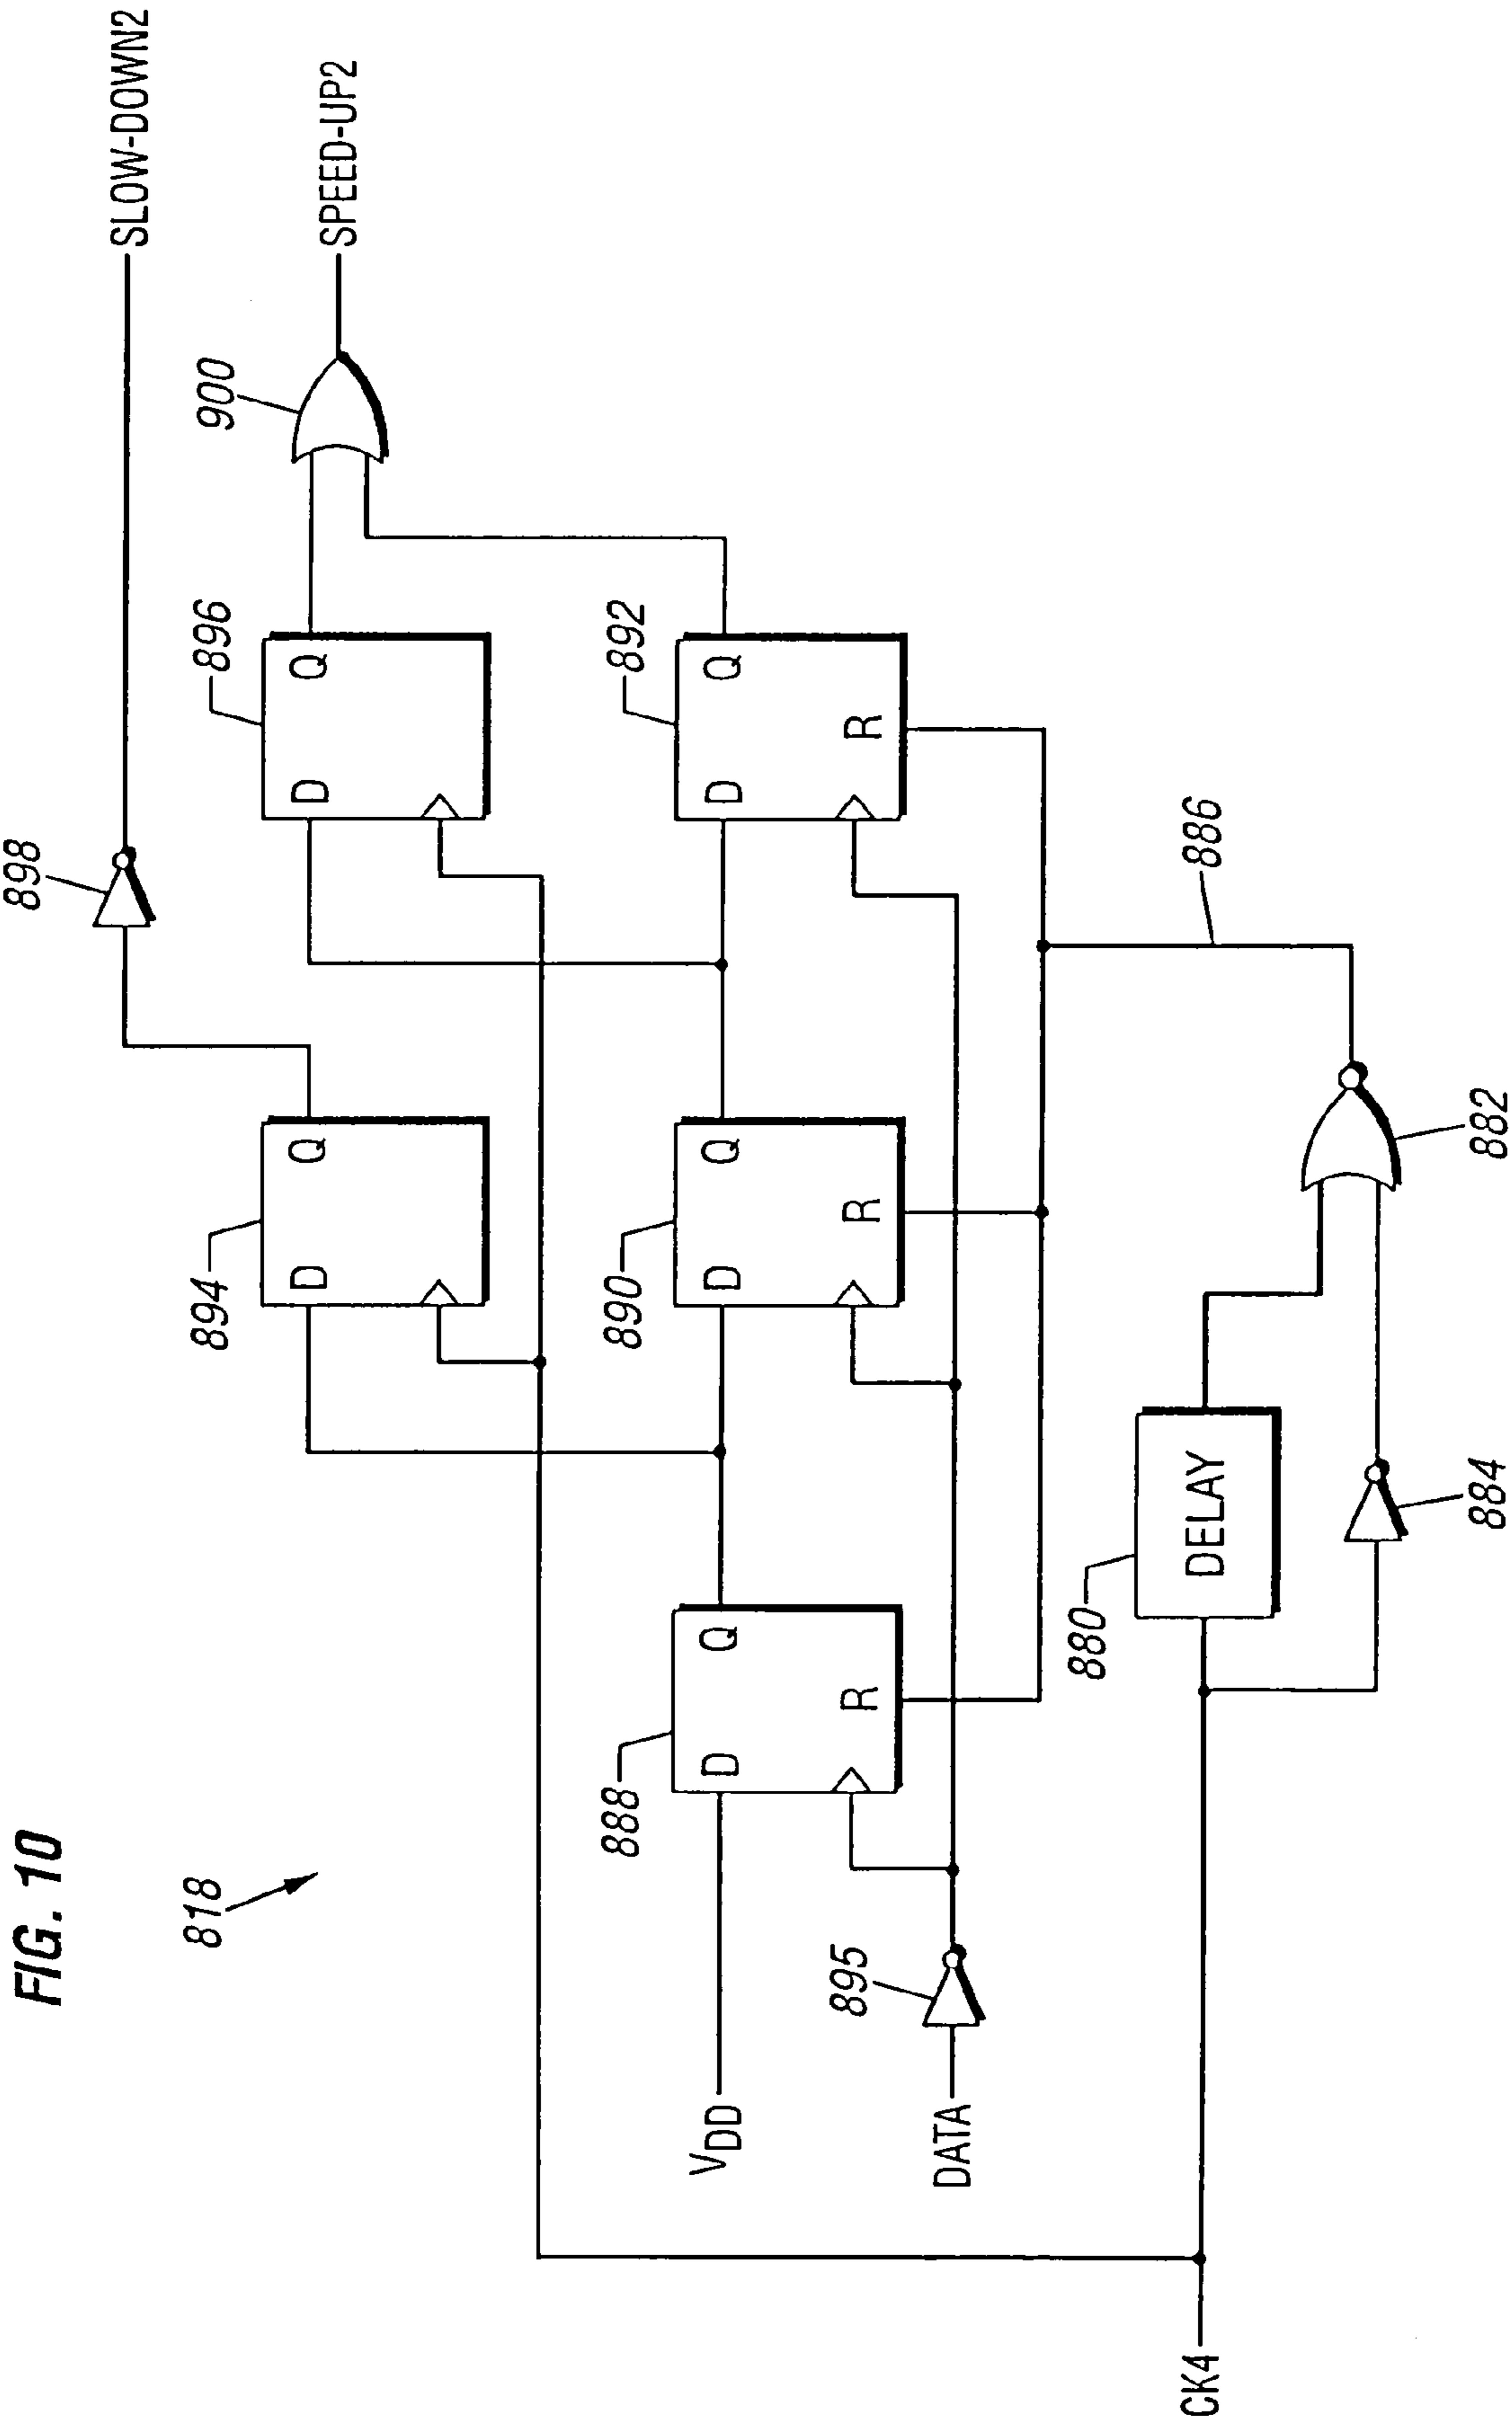 FIG. 10
818
898
SLOW-DOWN2
894
D
Q
896
D
Q
900
SPEED-UP2
888
D
Q
R
890
D
Q
R
892
D
Q
R
VDD
895
DATA
886
880
DELAY
882
884
CK4